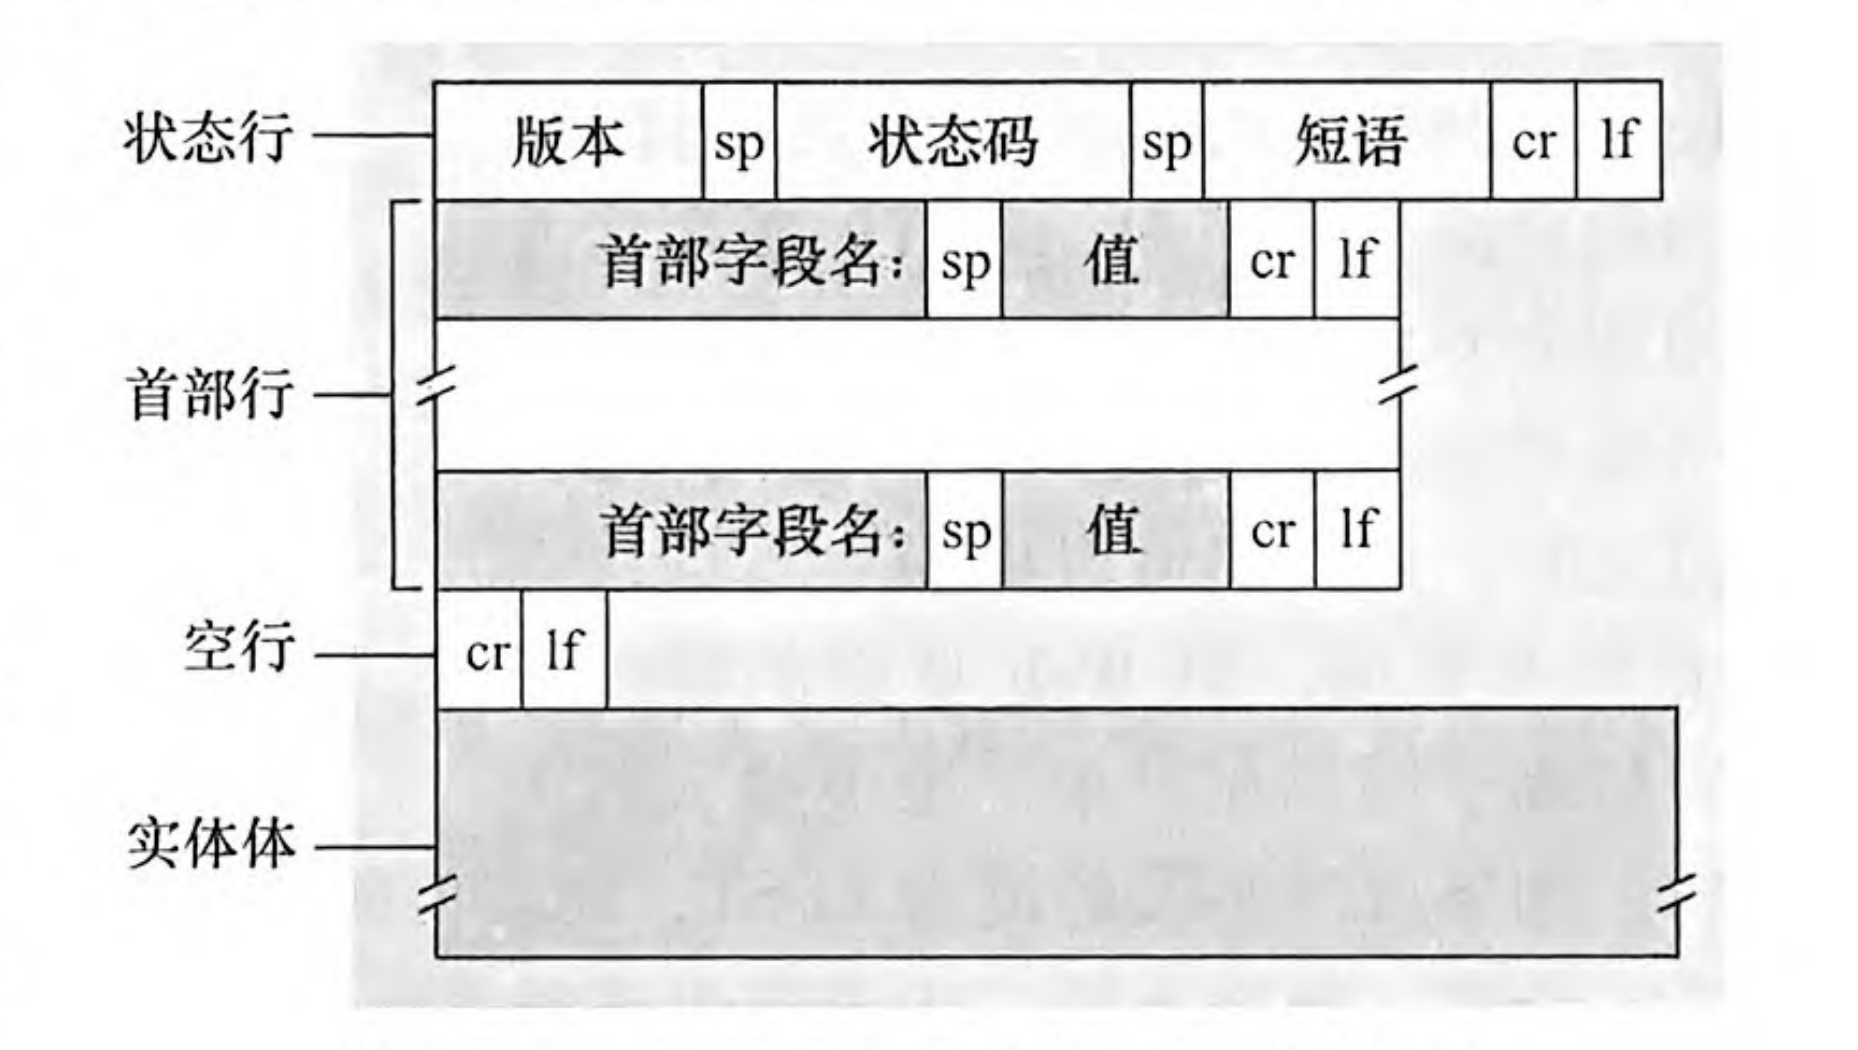 状态行 版本 sp 状态码 sp 短语 cr lf
首部字段名： sp 值 cr lf
首部行
首部字段名： sp 值 cr lf
空行 cr lf
实体体